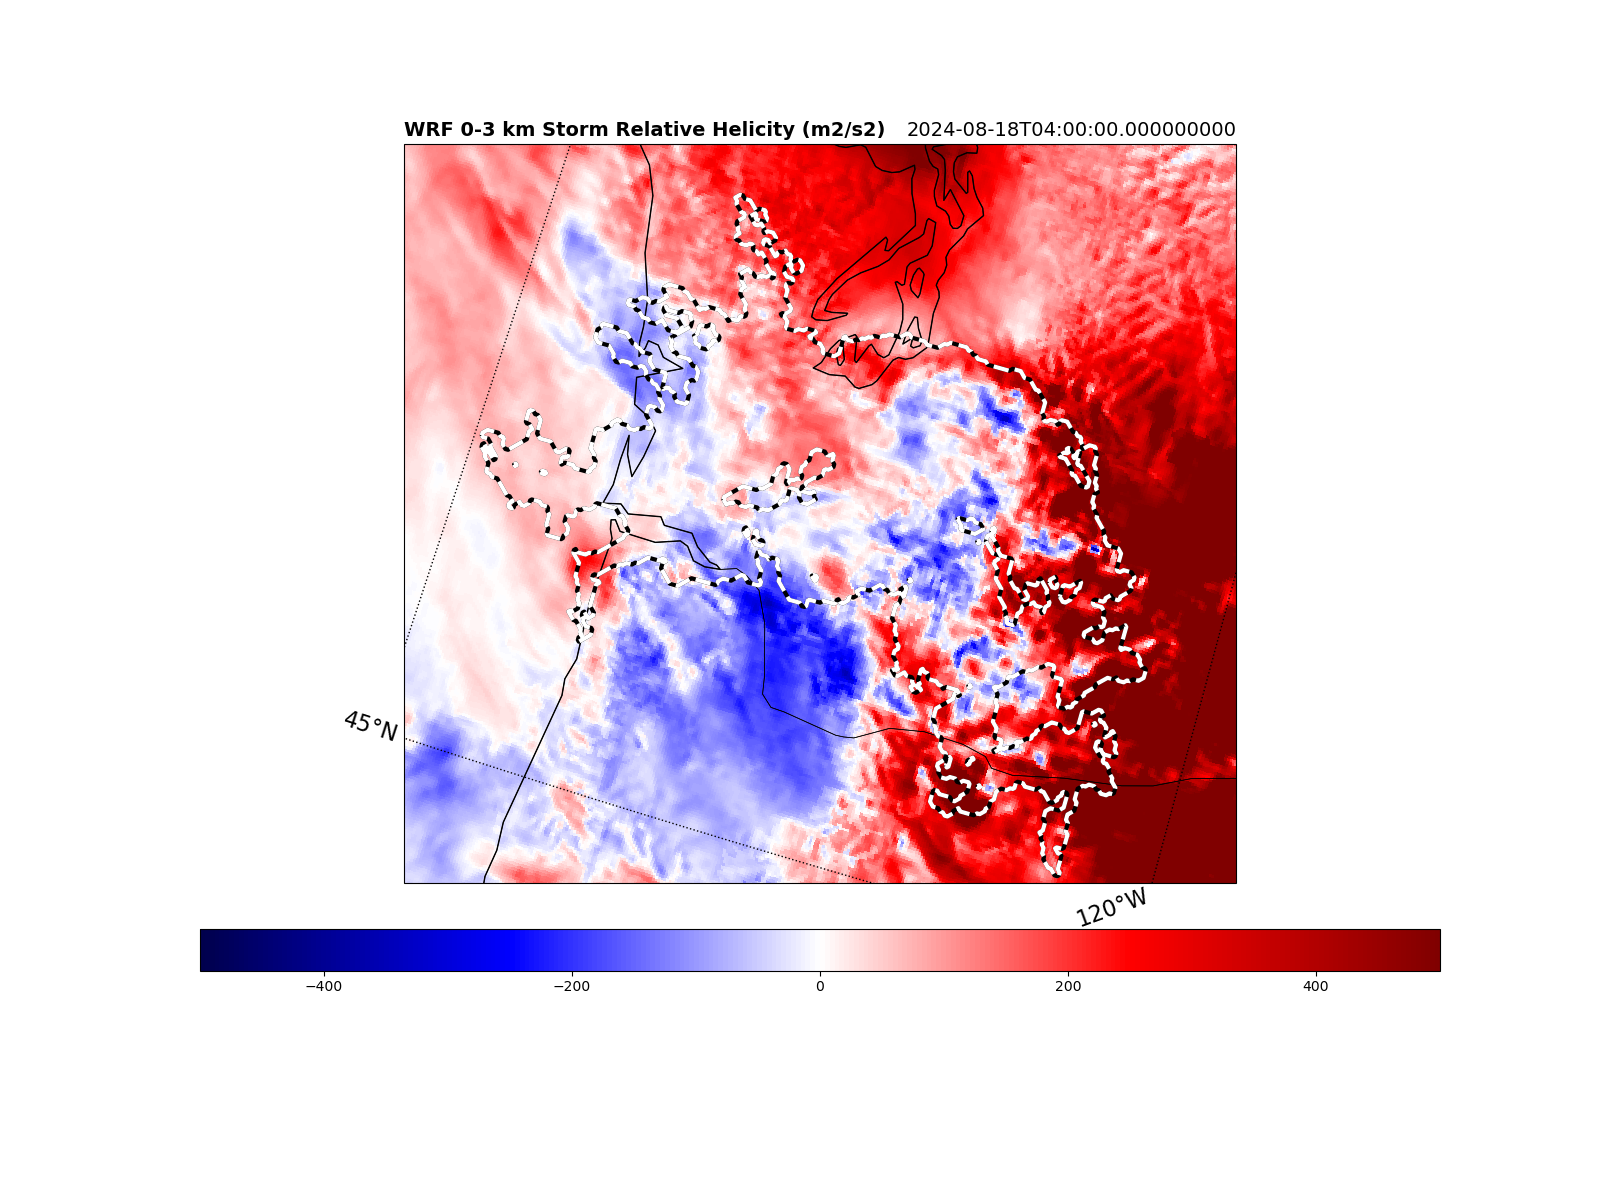 WRF 0-3 km Storm Relative Helicity (m2/s2) 2024-08-18T04:00:00.000000000
45°N
120°W
−400 −200 0 200 400